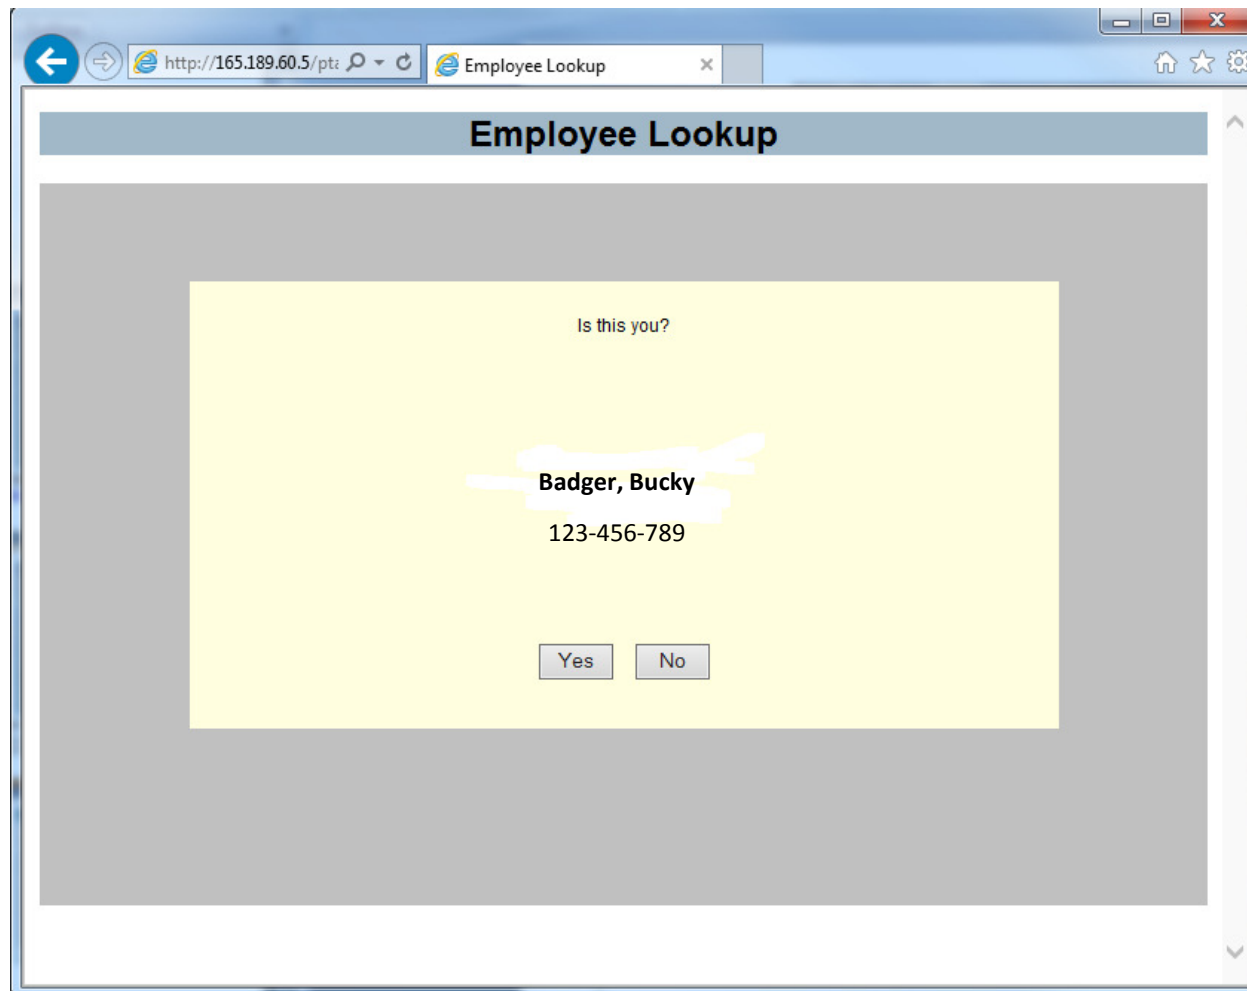 http://165.189.60.5/pta
Employee Lookup
Employee Lookup
Is this you?
Badger, Bucky
123-456-789
Yes No